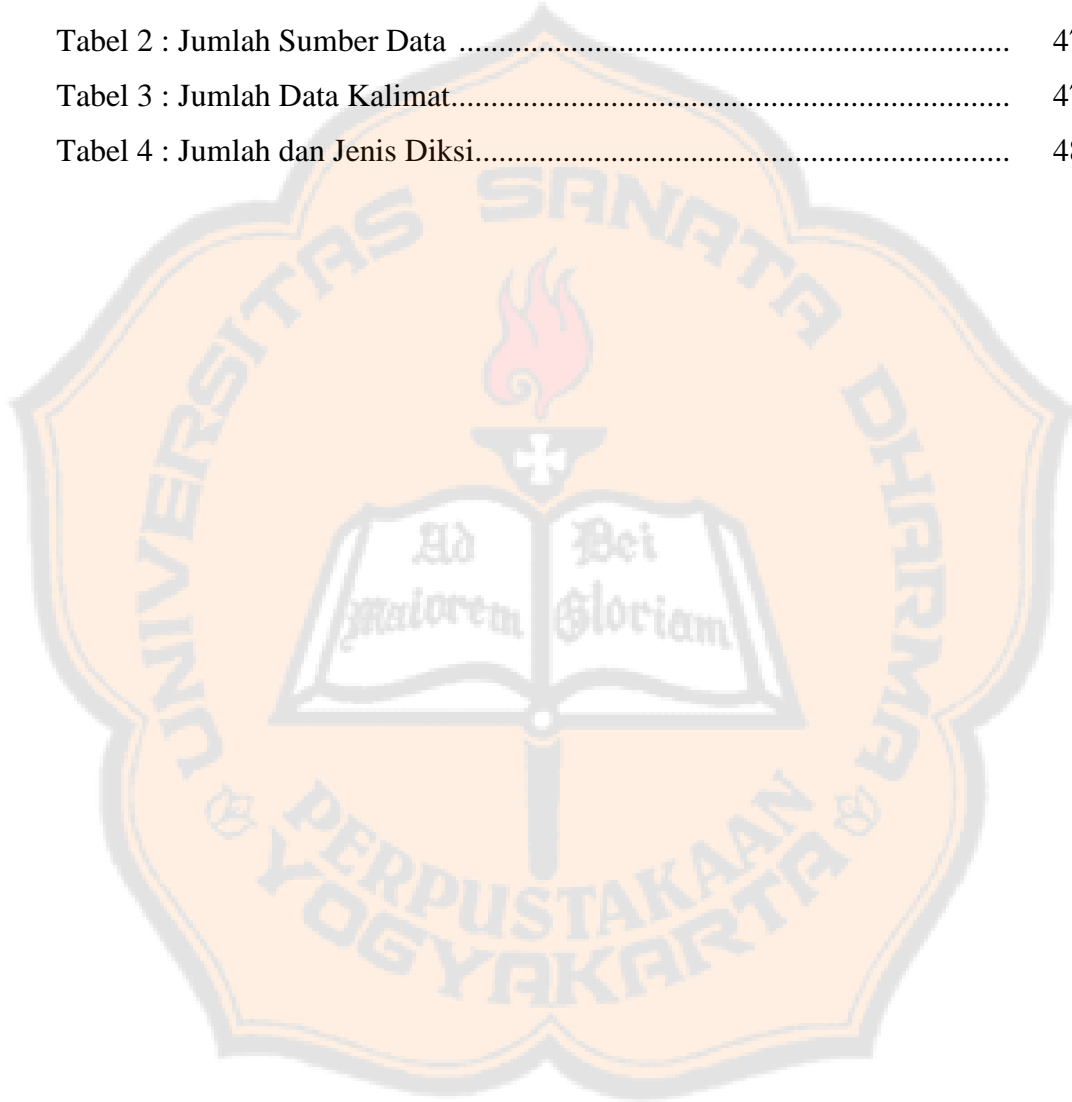 Tabel 2 : Jumlah Sumber Data ....................................................................
Tabel 3 : Jumlah Data Kalimat.....................................................................
Tabel 4 : Jumlah dan Jenis Diksi..................................................................
UNIVERSITAS SANATA DHARMA
Ad Dei
Maiorem Gloriam
PERPUSTAKAAN
YOGYAKARTA